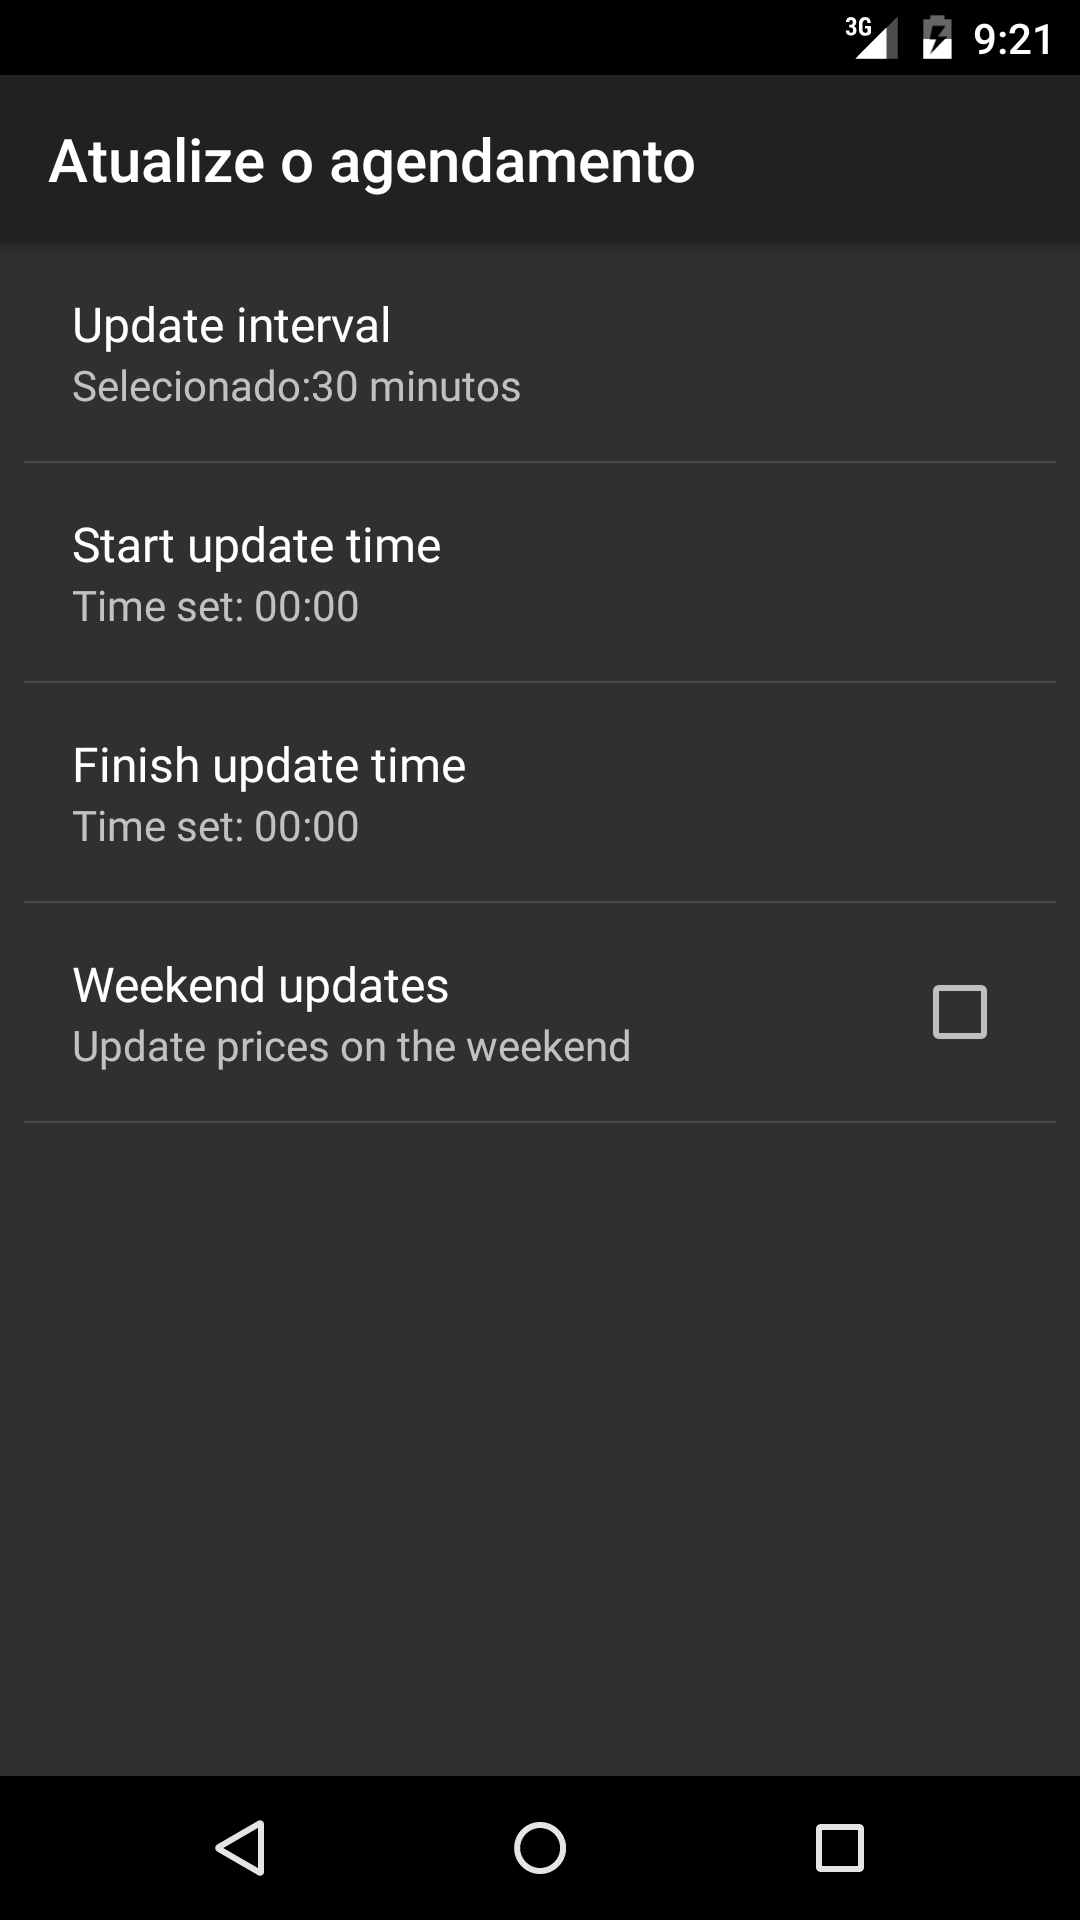 3G 9:21
Atualize o agendamento
Update interval
Selecionado:30 minutos
Start update time
Time set: 00:00
Finish update time
Time set: 00:00
Weekend updates
Update prices on the weekend